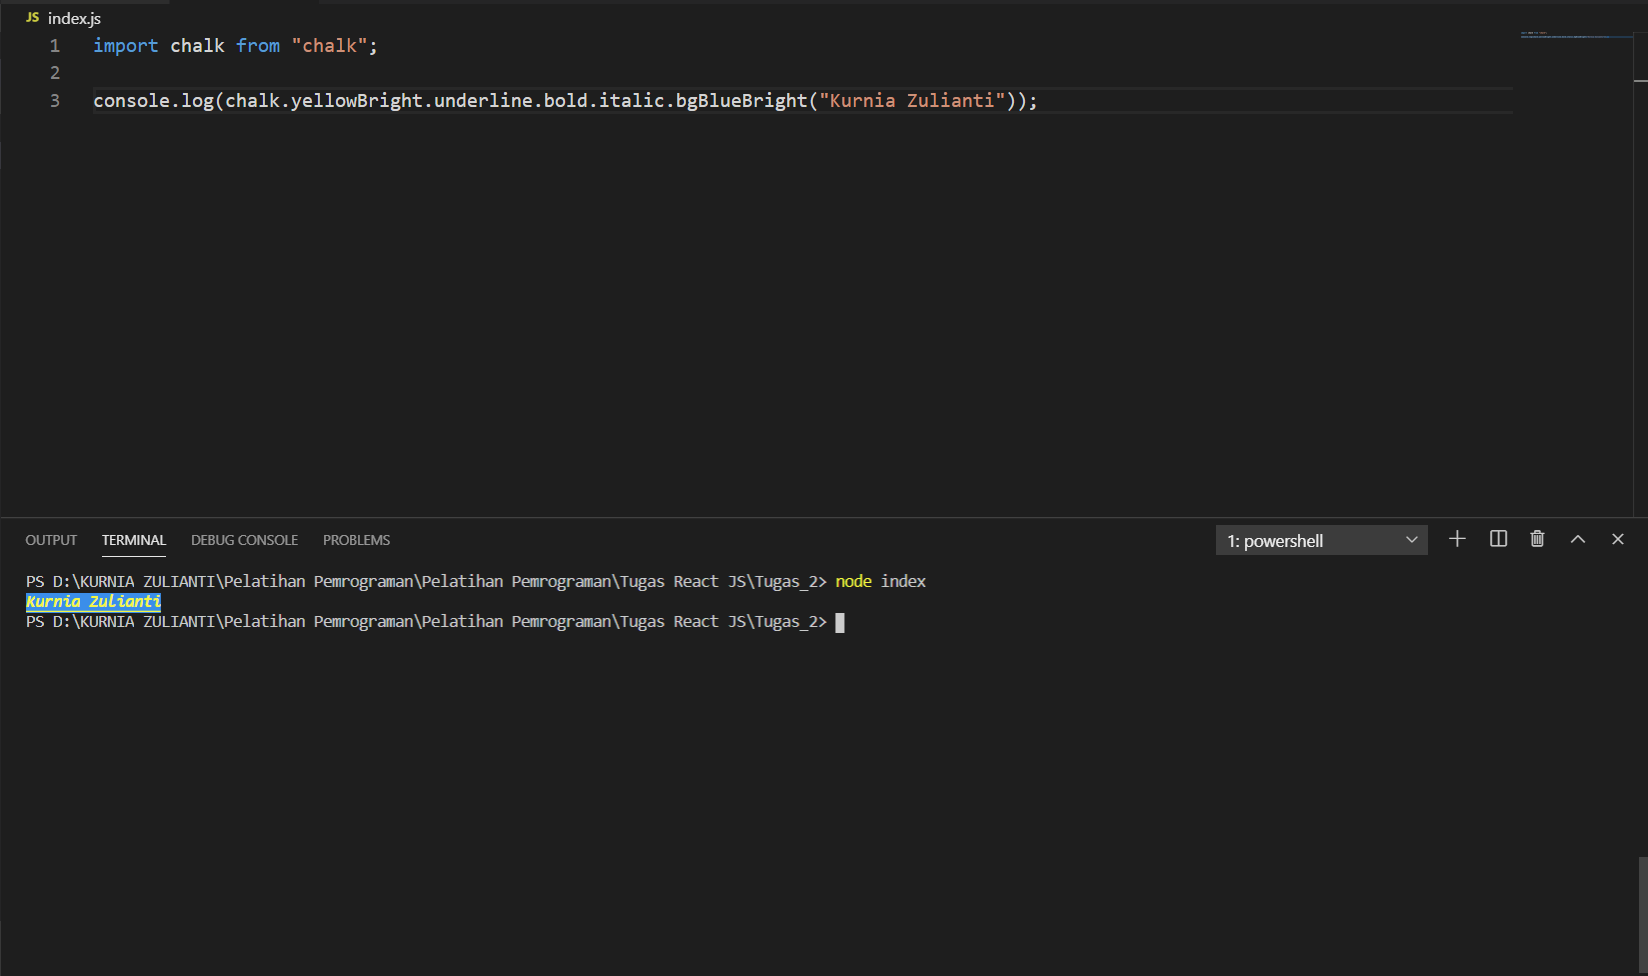 JS index.js
1 import chalk from "chalk";
2
3 console.log(chalk.yellowBright.underline.bold.italic.bgBlueBright("Kurnia Zulianti"));
OUTPUT TERMINAL DEBUG CONSOLE PROBLEMS 1: powershell
PS D:\KURNIA ZULIANTI\Pelatihan Pemrograman\Pelatihan Pemrograman\Tugas React JS\Tugas_2> node index
Kurnia Zulianti
PS D:\KURNIA ZULIANTI\Pelatihan Pemrograman\Pelatihan Pemrograman\Tugas React JS\Tugas_2>